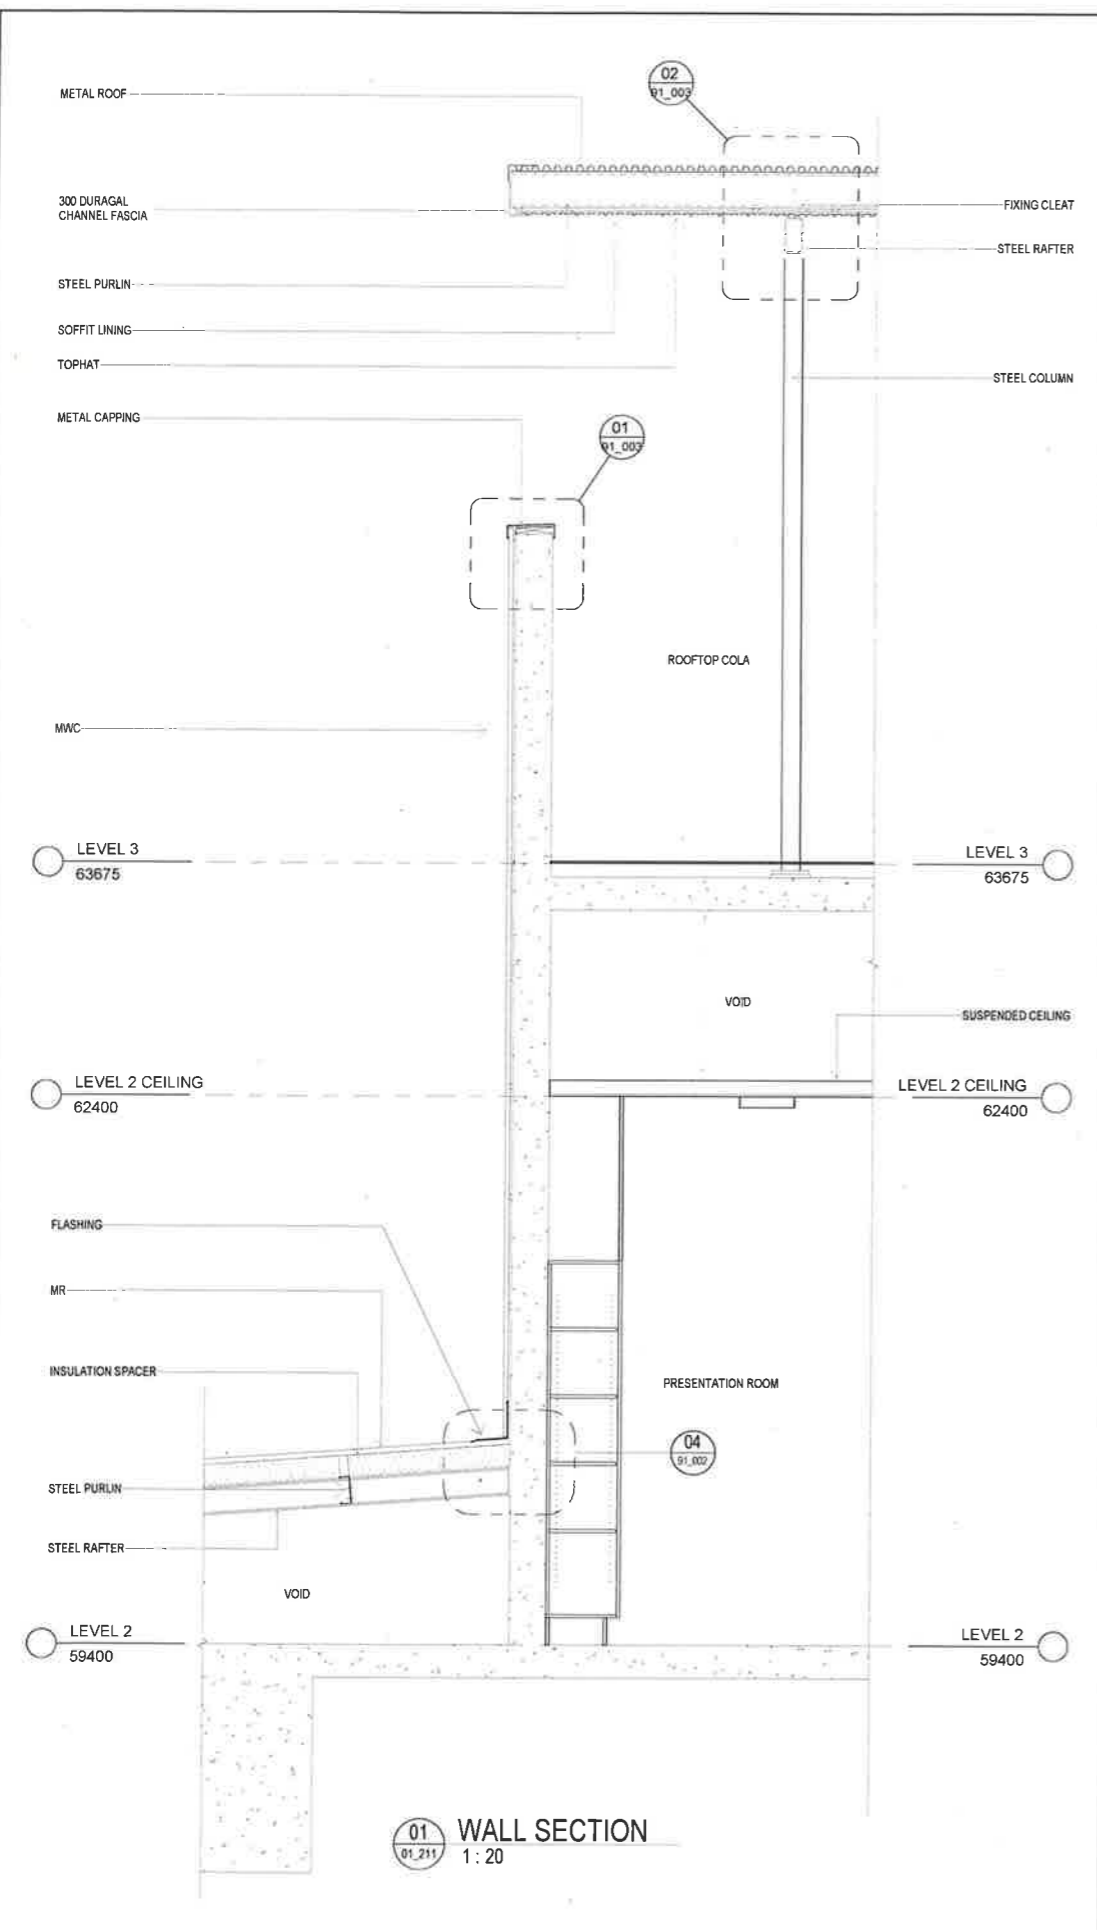 METAL ROOF
02
91_003
300 DURAGAL
CHANNEL FASCIA
FIXING CLEAT
STEEL RAFTER
STEEL PURLIN
SOFFIT LINING
TOPHAT
STEEL COLUMN
METAL CAPPING
01
91_003
ROOFTOP COLA
MWC
LEVEL 3
63675
LEVEL 3
63675
VOID
SUSPENDED CEILING
LEVEL 2 CEILING
62400
LEVEL 2 CEILING
62400
FLASHING
MR
INSULATION SPACER
PRESENTATION ROOM
04
91_002
STEEL PURLIN
STEEL RAFTER
VOID
LEVEL 2
59400
LEVEL 2
59400
01
01_211
WALL SECTION
1 : 20